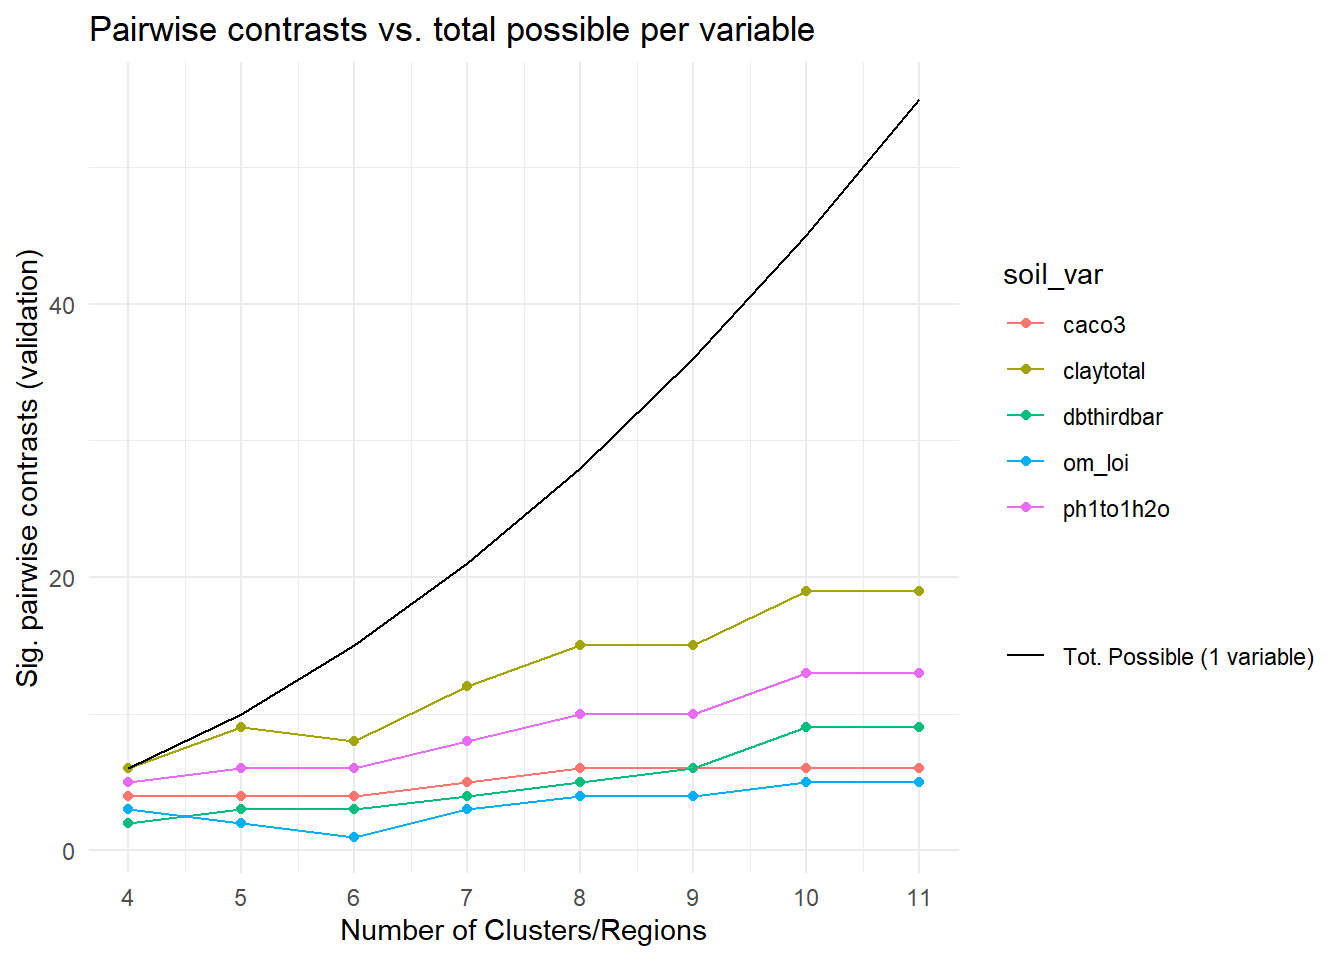 Pairwise contrasts vs. total possible per variable
Sig. pairwise contrasts (validation)
40
20
0
4 5 6 7 8 9 10 11
Number of Clusters/Regions
soil_var
caco3
claytotal
dbthirdbar
om_loi
ph1to1h2o
Tot. Possible (1 variable)